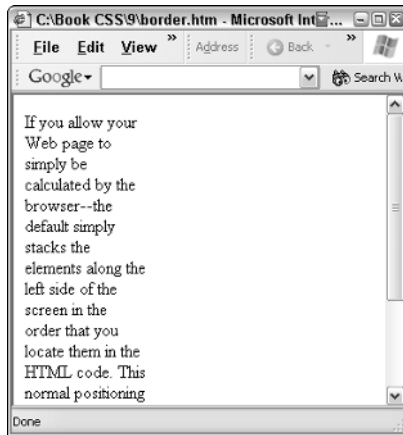 C:\Book CSS\9\border.htm - Microsoft Int...
File Edit View » Address Back »
Google Search W
If you allow your
Web page to
simply be
calculated by the
browser--the
default simply
stacks the
elements along the
left side of the
screen in the
order that you
locate them in the
HTML code. This
normal positioning
Done